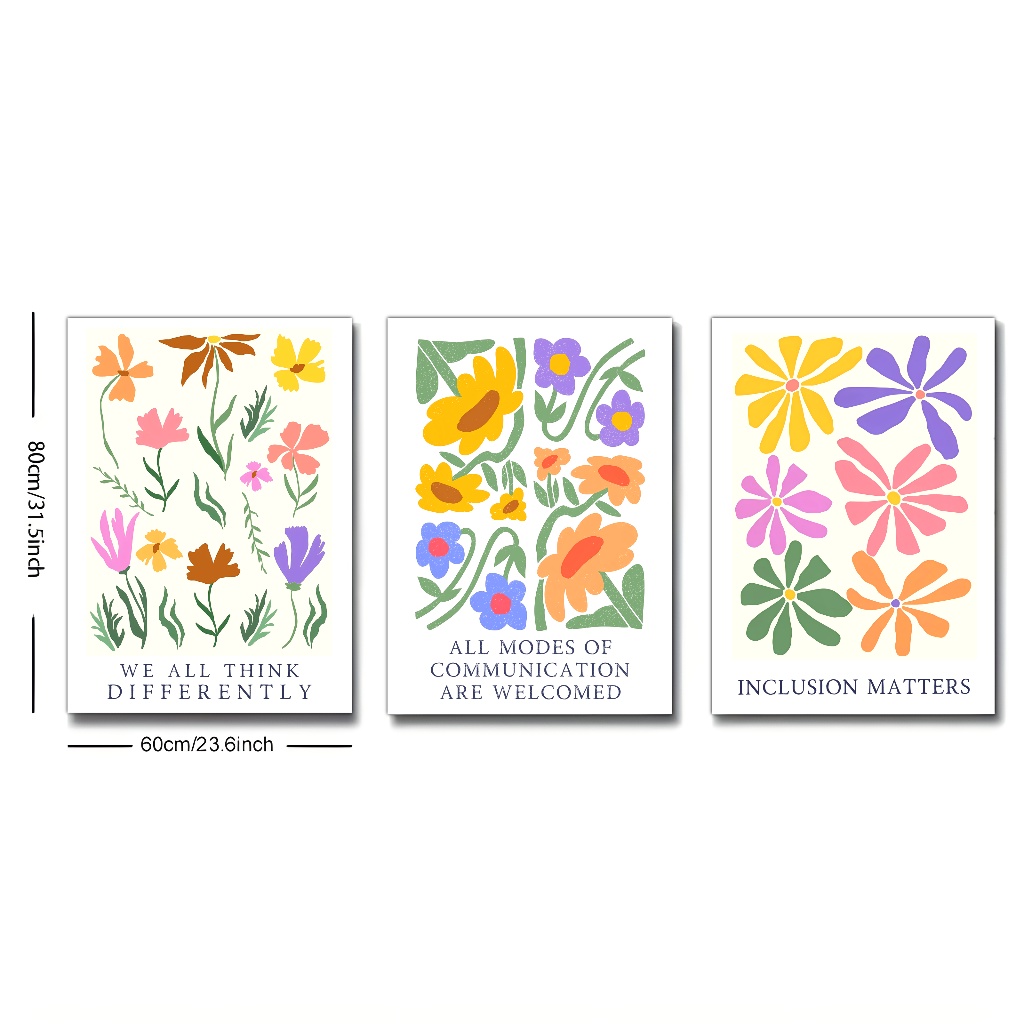 80cm/31.5inch
WE ALL THINK
DIFFERENTLY
60cm/23.6inch
ALL MODES OF
COMMUNICATION
ARE WELCOMED
INCLUSION MATTERS